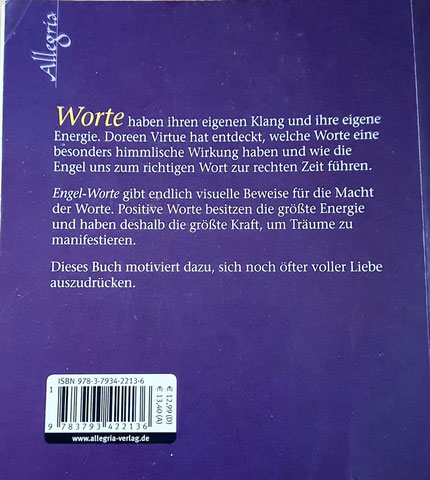 Allegria
Worte haben ihren eigenen Klang und ihre eigene
Energie. Doreen Virtue hat entdeckt, welche Worte eine
besonders himmlische Wirkung haben und wie die
Engel uns zum richtigen Wort zur rechten Zeit führen.
Engel-Worte gibt endlich visuelle Beweise für die Macht
der Worte. Positive Worte besitzen die größte Energie
und haben deshalb die größte Kraft, um Träume zu
manifestieren.
Dieses Buch motiviert dazu, sich noch öfter voller Liebe
auszudrücken.
ISBN 978-3-7934-2213-6
1
€ 12,99 (D)
€ 13,40 (A)
9 783793 422136
www.allegria-verlag.de